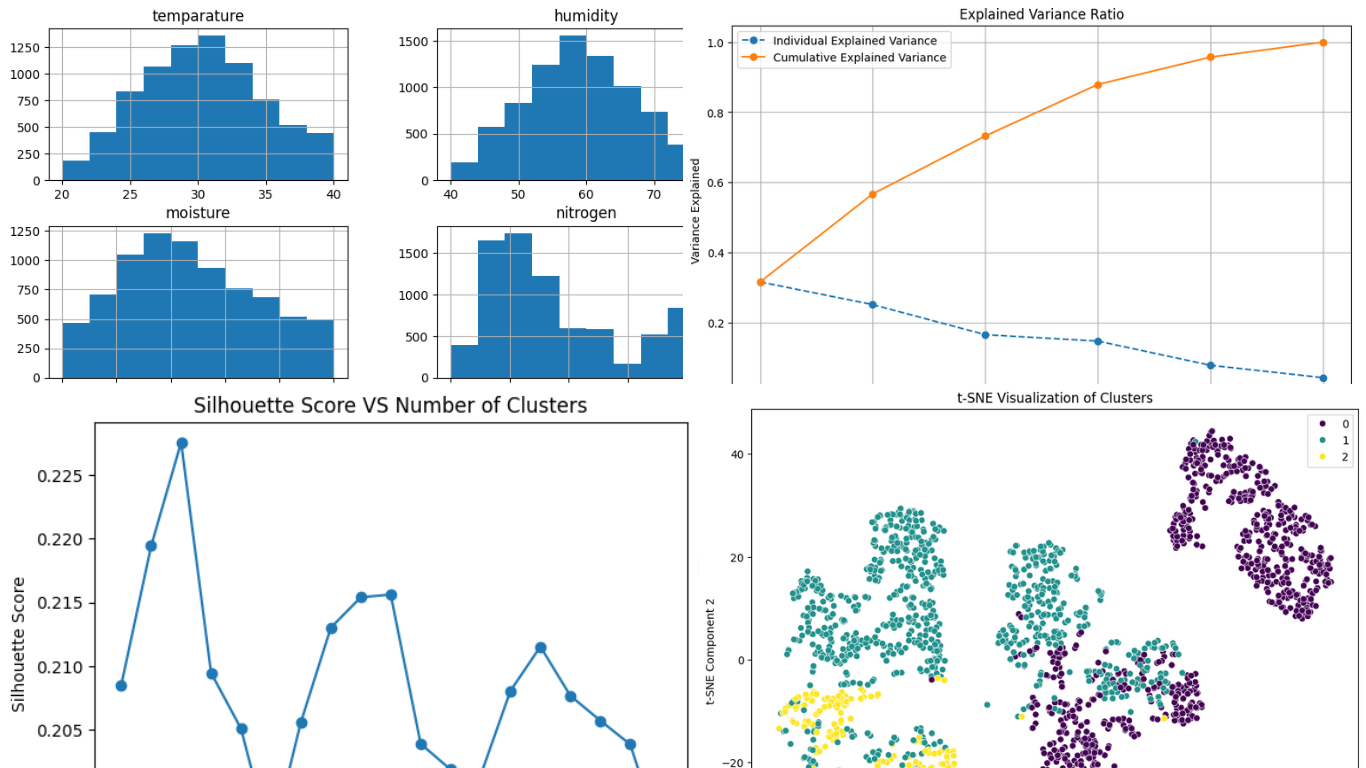 temparature
1250
1000
750
500
250
0
20 25 30 35 40
humidity
1500
1000
500
0
40 50 60 70
moisture
1250
1000
750
500
250
0
nitrogen
1500
1000
500
0
Explained Variance Ratio
Individual Explained Variance
Cumulative Explained Variance
1.0
0.8
0.6
0.4
0.2
Variance Explained
Silhouette Score VS Number of Clusters
0.225
0.220
0.215
0.210
0.205
Silhouette Score
t-SNE Visualization of Clusters
0
1
2
40
20
0
−20
t-SNE Component 2